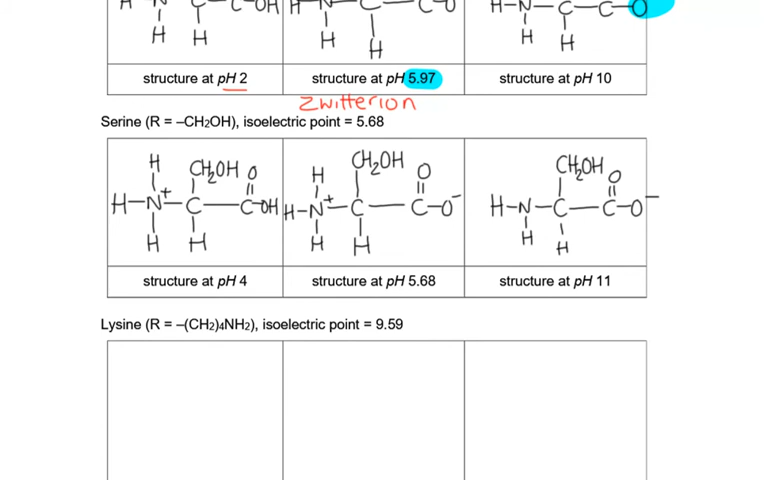 H N C C OH H N C C-O H-N-C-C-O
H H H H H H
structure at pH 2 structure at pH 5.97 structure at pH 10
Zwitterion
Serine (R = –CH2OH), isoelectric point = 5.68
H CH2OH O H CH2OH O CH2OH O
H-N+-C-C-OH H-N+-C-C-O- H-N-C-C-O-
H H H H H H
structure at pH 4 structure at pH 5.68 structure at pH 11
Lysine (R = –(CH2)4NH2), isoelectric point = 9.59